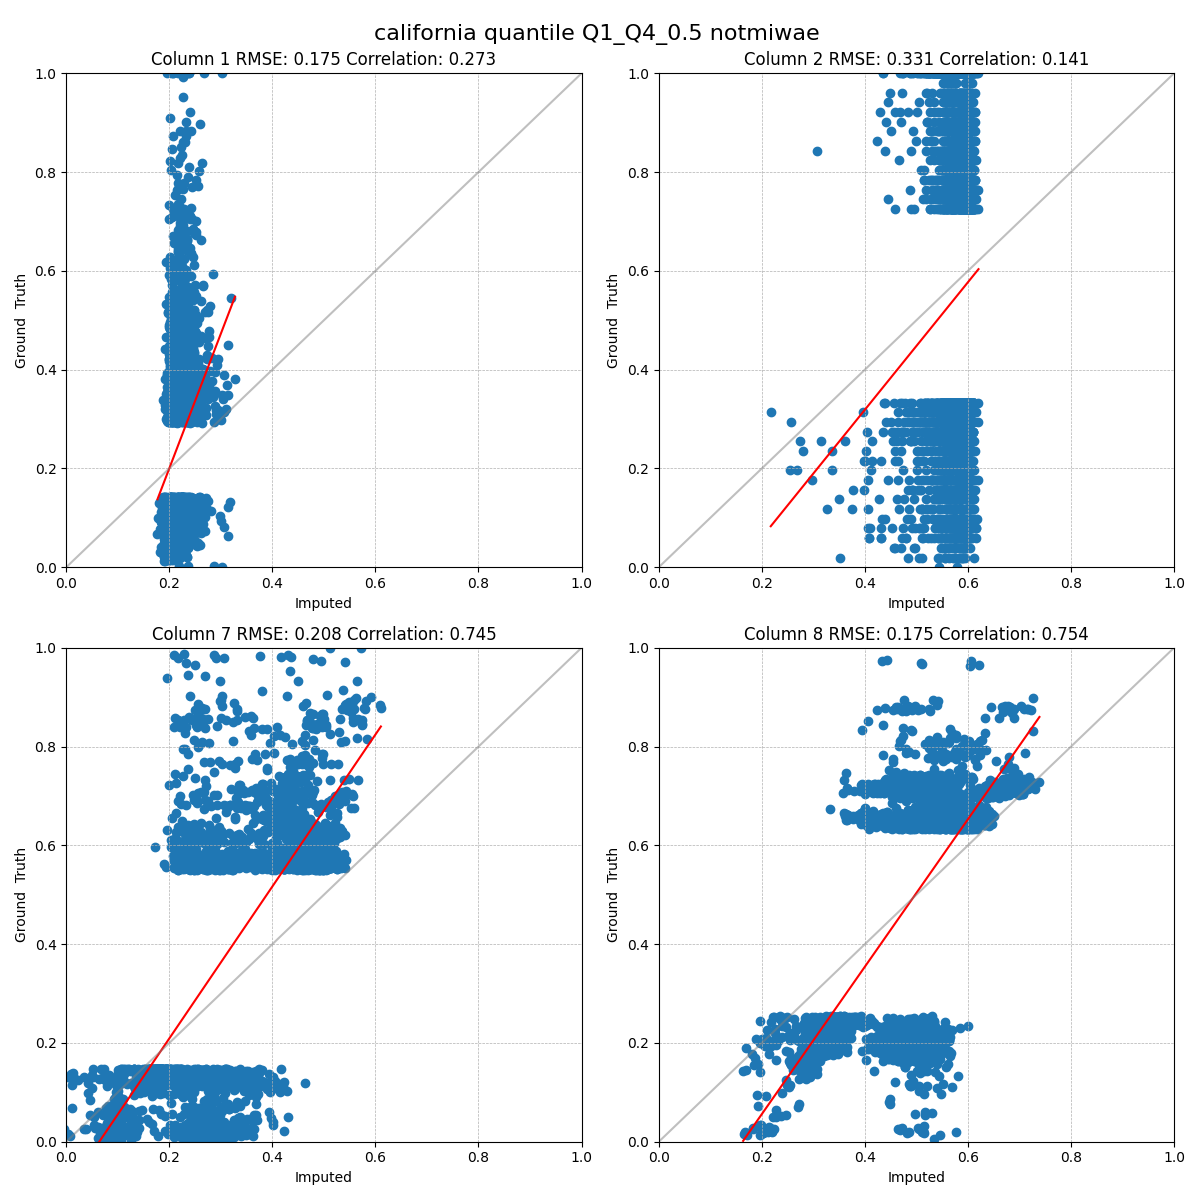 california quantile Q1_Q4_0.5 notmiwae
Column 1 RMSE: 0.175 Correlation: 0.273
1.0
0.8
0.6
0.4
0.2
0.0
Ground Truth
0.0 0.2 0.4 0.6 0.8 1.0
Imputed
Column 2 RMSE: 0.331 Correlation: 0.141
1.0
0.8
0.6
0.4
0.2
0.0
Ground Truth
0.0 0.2 0.4 0.6 0.8 1.0
Imputed
Column 7 RMSE: 0.208 Correlation: 0.745
1.0
0.8
0.6
0.4
0.2
0.0
Ground Truth
0.0 0.2 0.4 0.6 0.8 1.0
Imputed
Column 8 RMSE: 0.175 Correlation: 0.754
1.0
0.8
0.6
0.4
0.2
0.0
Ground Truth
0.0 0.2 0.4 0.6 0.8 1.0
Imputed